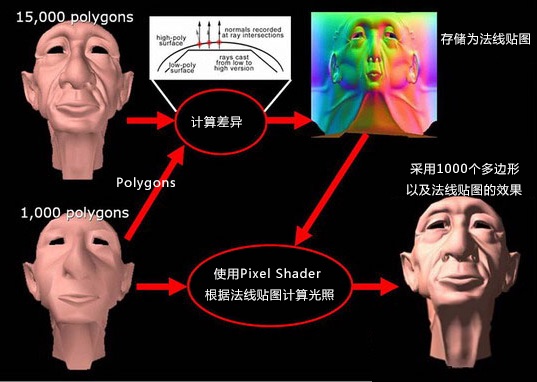 15,000 polygons
high-poly
surface
normals recorded
at ray intersections
low-poly
surface
rays cast
from low to
high version
存储为法线贴图
计算差异
Polygons
采用1000个多边形
以及法线贴图的效果
1,000 polygons
使用Pixel Shader
根据法线贴图计算光照